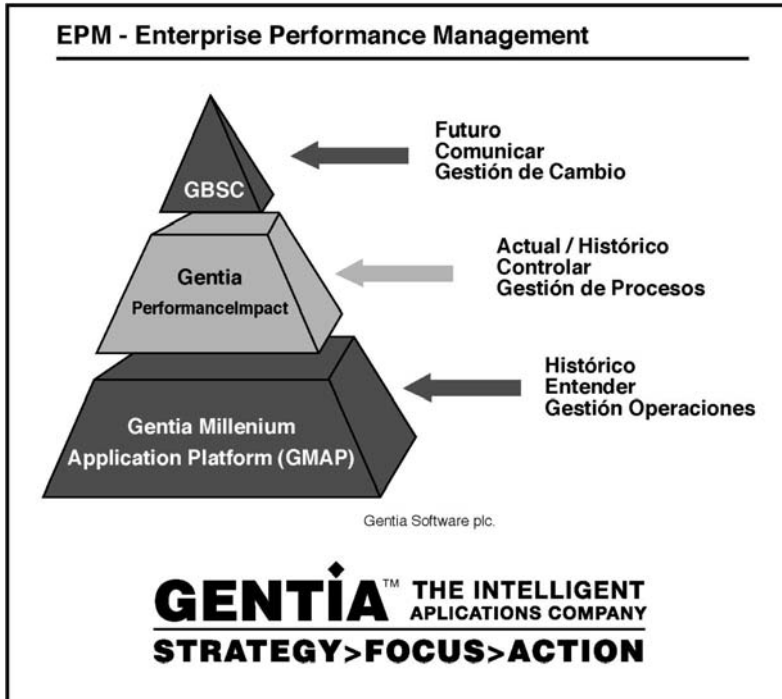 EPM - Enterprise Performance Management
GBSC
Futuro
Comunicar
Gestión de Cambio
Gentia
PerformanceImpact
Actual / Histórico
Controlar
Gestión de Procesos
Gentia Millenium
Application Platform (GMAP)
Histórico
Entender
Gestión Operaciones
Gentia Software plc.
GENTiA™ THE INTELLIGENT
APLICATIONS COMPANY
STRATEGY>FOCUS>ACTION